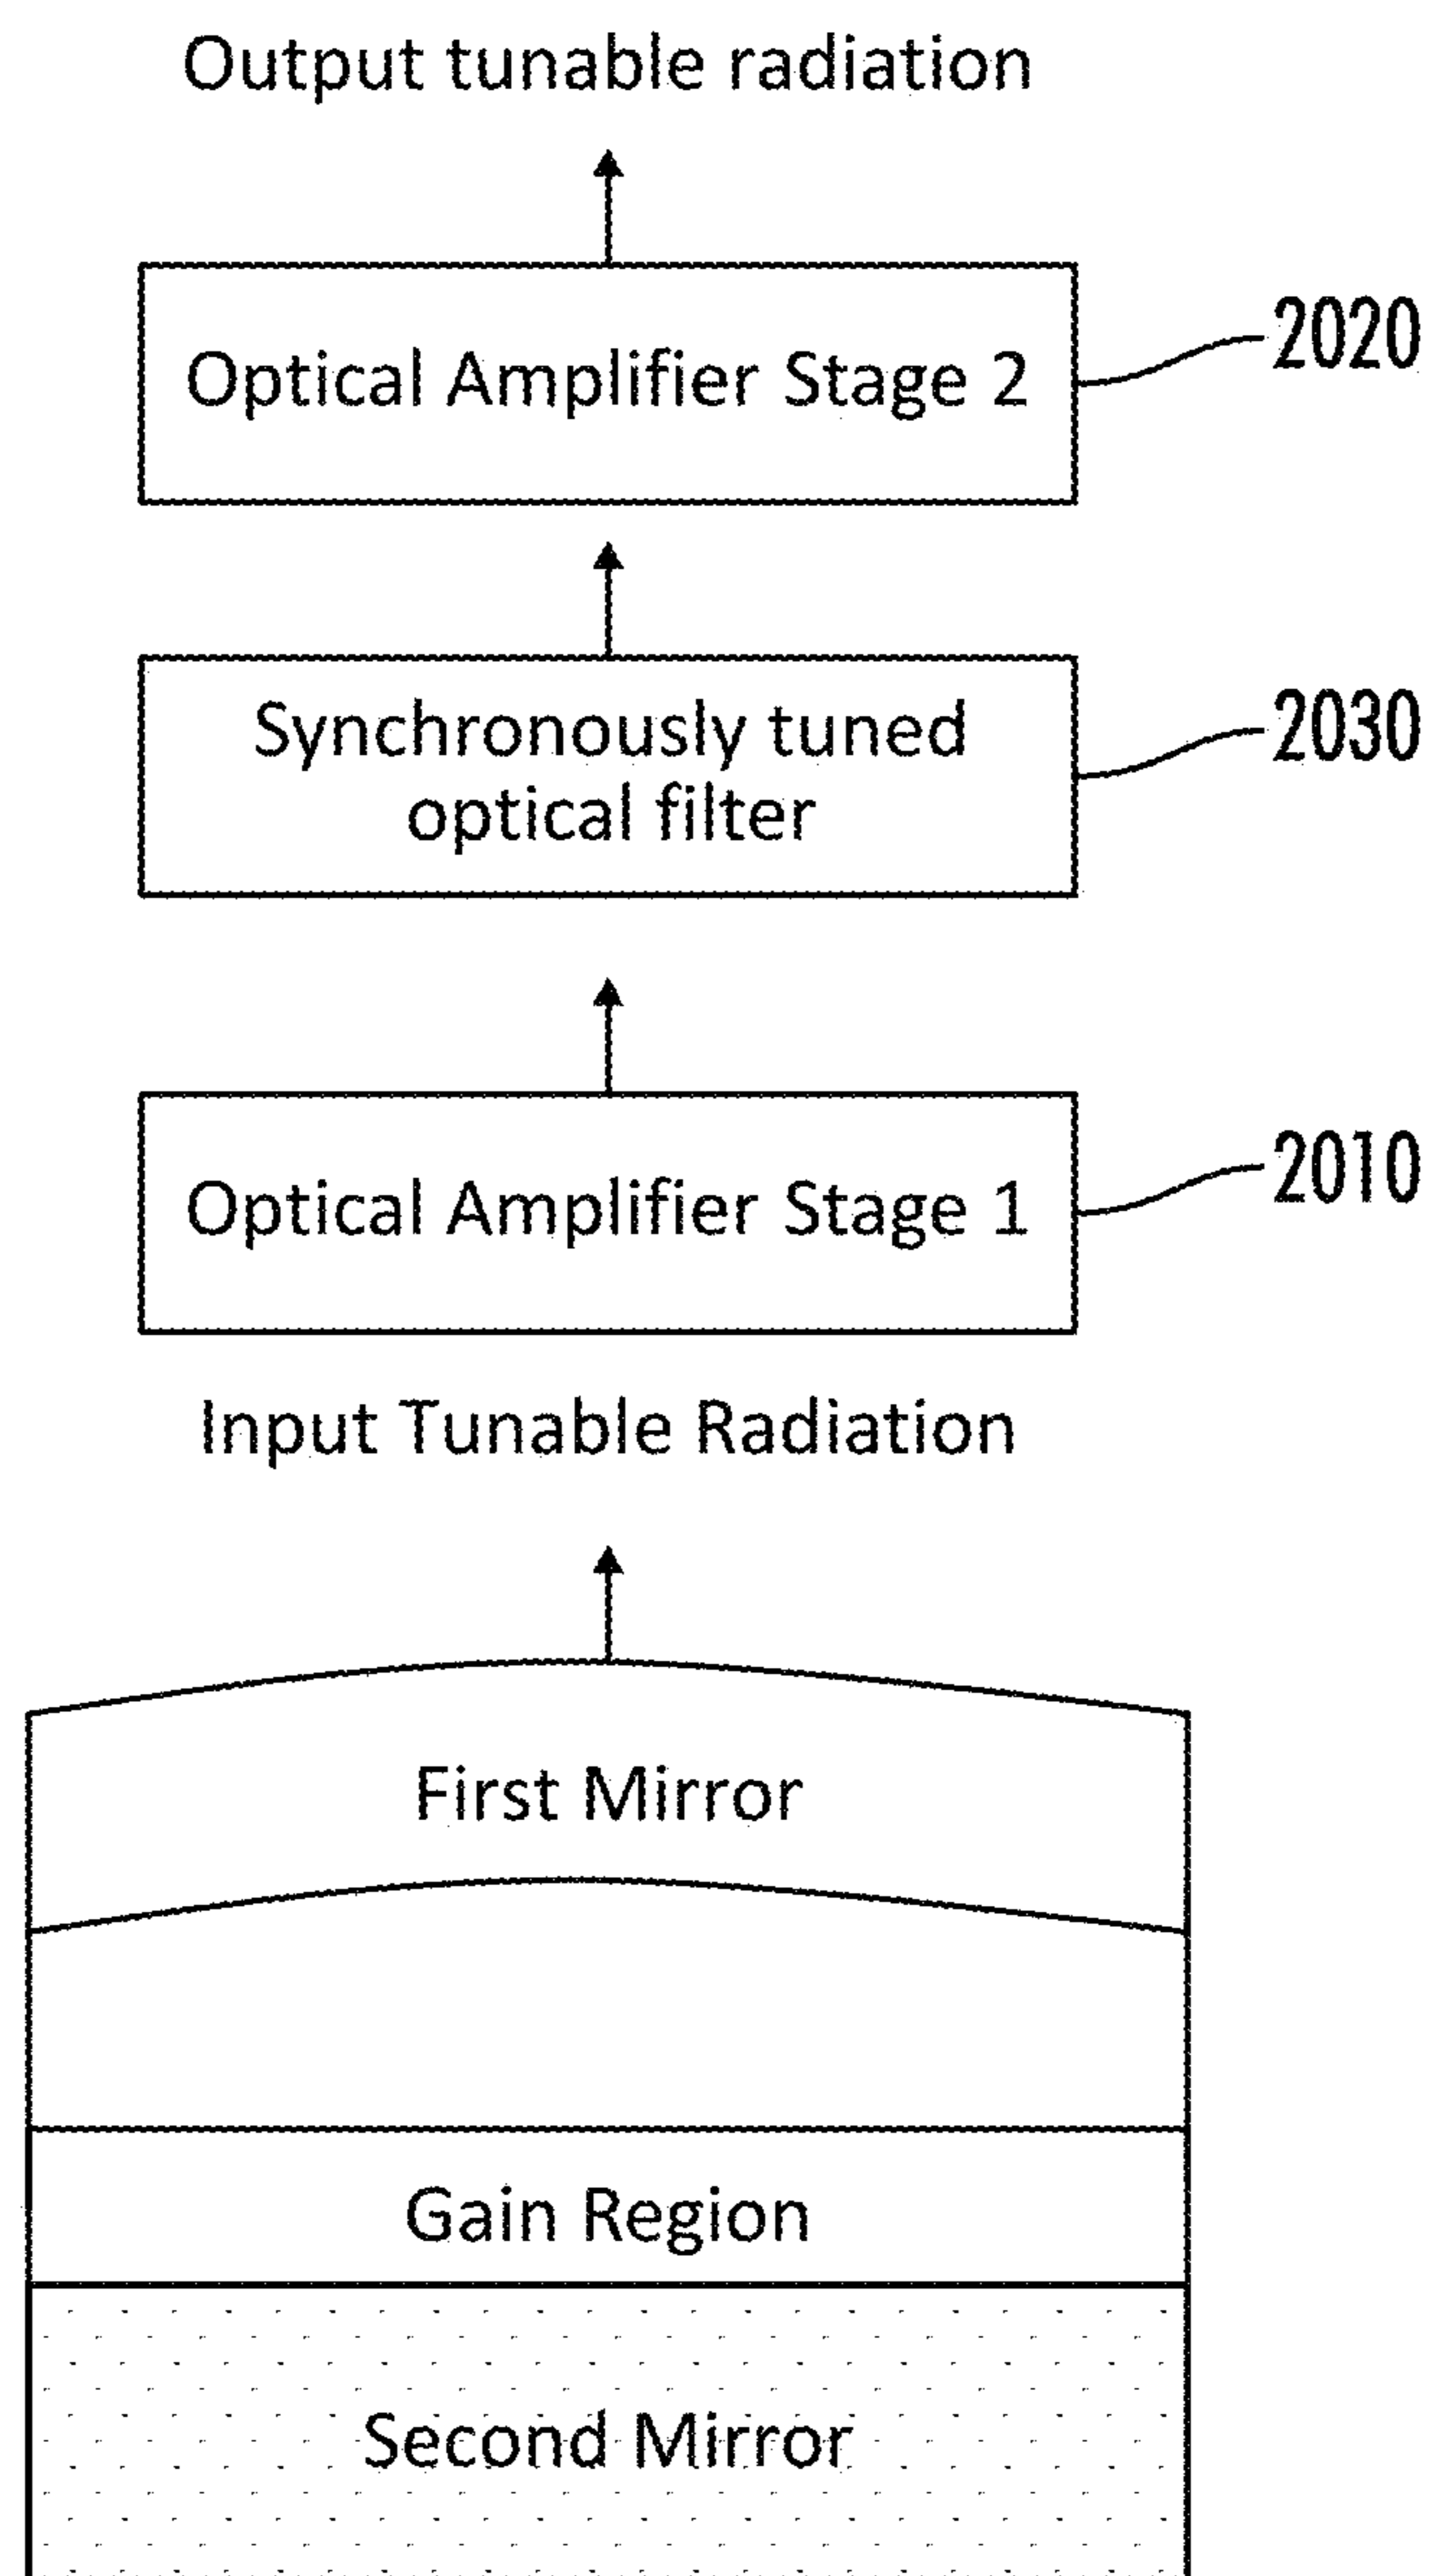 Output tunable radiation
Optical Amplifier Stage 2
2020
Synchronously tuned
optical filter
2030
Optical Amplifier Stage 1
2010
Input Tunable Radiation
First Mirror
Gain Region
Second Mirror